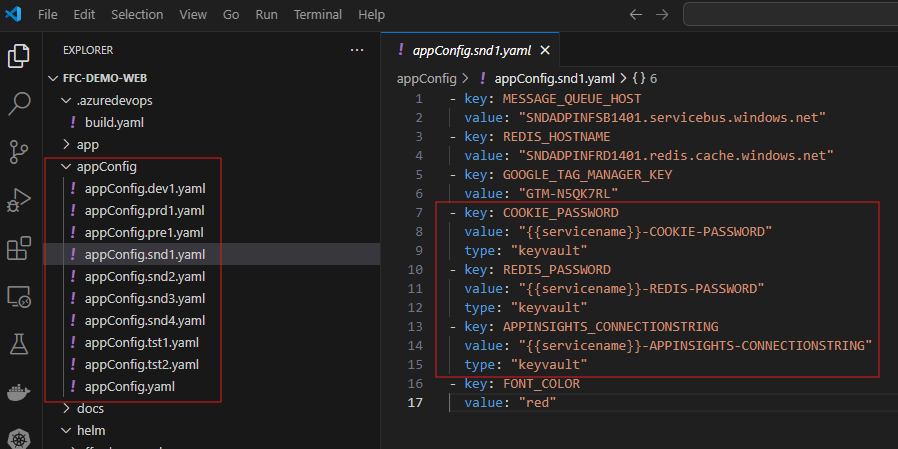 File Edit Selection View Go Run Terminal Help
EXPLORER
FFC-DEMO-WEB
.azuredevops
! build.yaml
app
appConfig
! appConfig.dev1.yaml
! appConfig.prd1.yaml
! appConfig.pre1.yaml
! appConfig.snd1.yaml
! appConfig.snd2.yaml
! appConfig.snd3.yaml
! appConfig.snd4.yaml
! appConfig.tst1.yaml
! appConfig.tst2.yaml
! appConfig.yaml
docs
helm
! appConfig.snd1.yaml
appConfig > ! appConfig.snd1.yaml > {} 6
1 - key: MESSAGE_QUEUE_HOST
2 value: "SNDADPINFSB1401.servicebus.windows.net"
3 - key: REDIS_HOSTNAME
4 value: "SNDADPINFRD1401.redis.cache.windows.net"
5 - key: GOOGLE_TAG_MANAGER_KEY
6 value: "GTM-N5QK7RL"
7 - key: COOKIE_PASSWORD
8 value: "{{servicename}}-COOKIE-PASSWORD"
9 type: "keyvault"
10 - key: REDIS_PASSWORD
11 value: "{{servicename}}-REDIS-PASSWORD"
12 type: "keyvault"
13 - key: APPINSIGHTS_CONNECTIONSTRING
14 value: "{{servicename}}-APPINSIGHTS-CONNECTIONSTRING"
15 type: "keyvault"
16 - key: FONT_COLOR
17 value: "red"